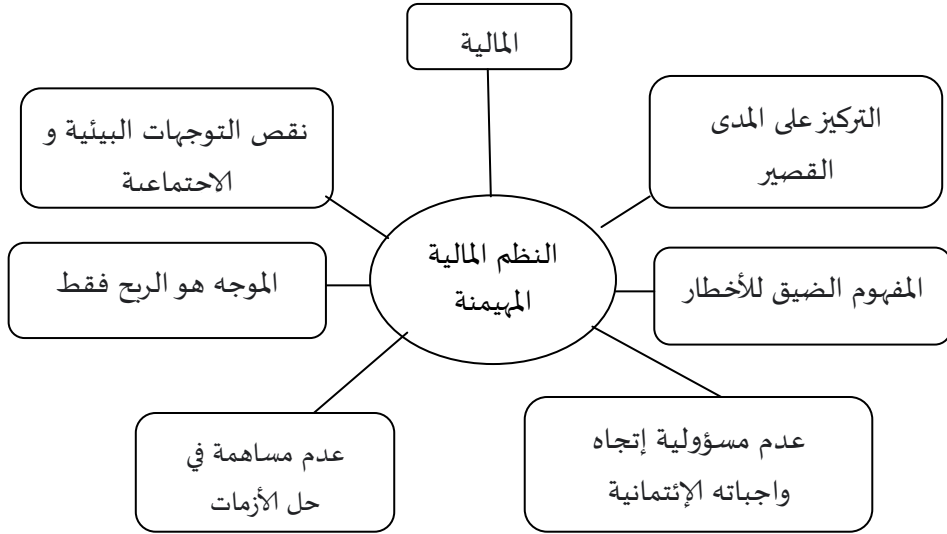 المالية
التركيز على المدى
القصير
نقص التوجهات البيئية و
الاحتماعية
النظم المالية
المهيمنة
المفهوم الضيق للأخطار
الموجه هو الربح فقط
عدم مسؤولية إتجاه
واجباته الإئتمانية
عدم مساهمة في
حل الأزمات